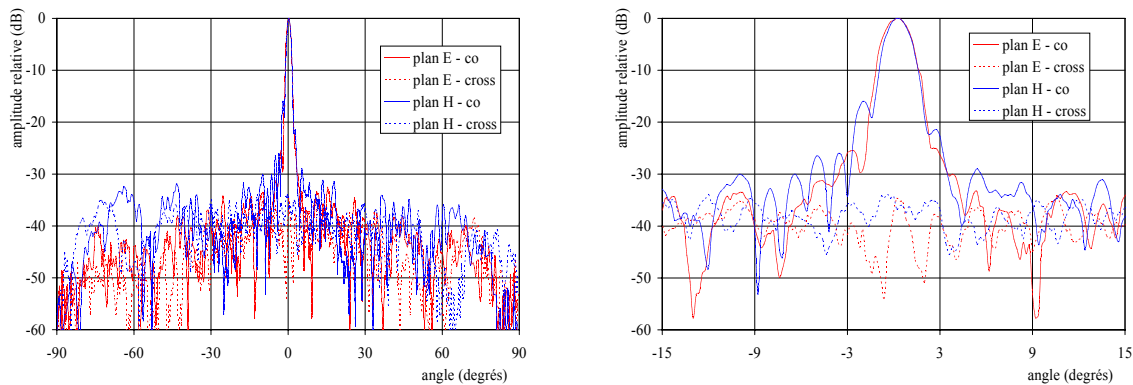 amplitude relative (dB)
0
-10
-20
-30
-40
-50
-60
-90
-60
-30
0
30
60
90
angle (degrés)
plan E - co
plan E - cross
plan H - co
plan H - cross
amplitude relative (dB)
0
-10
-20
-30
-40
-50
-60
-15
-9
-3
3
9
15
angle (degrés)
plan E - co
plan E - cross
plan H - co
plan H - cross